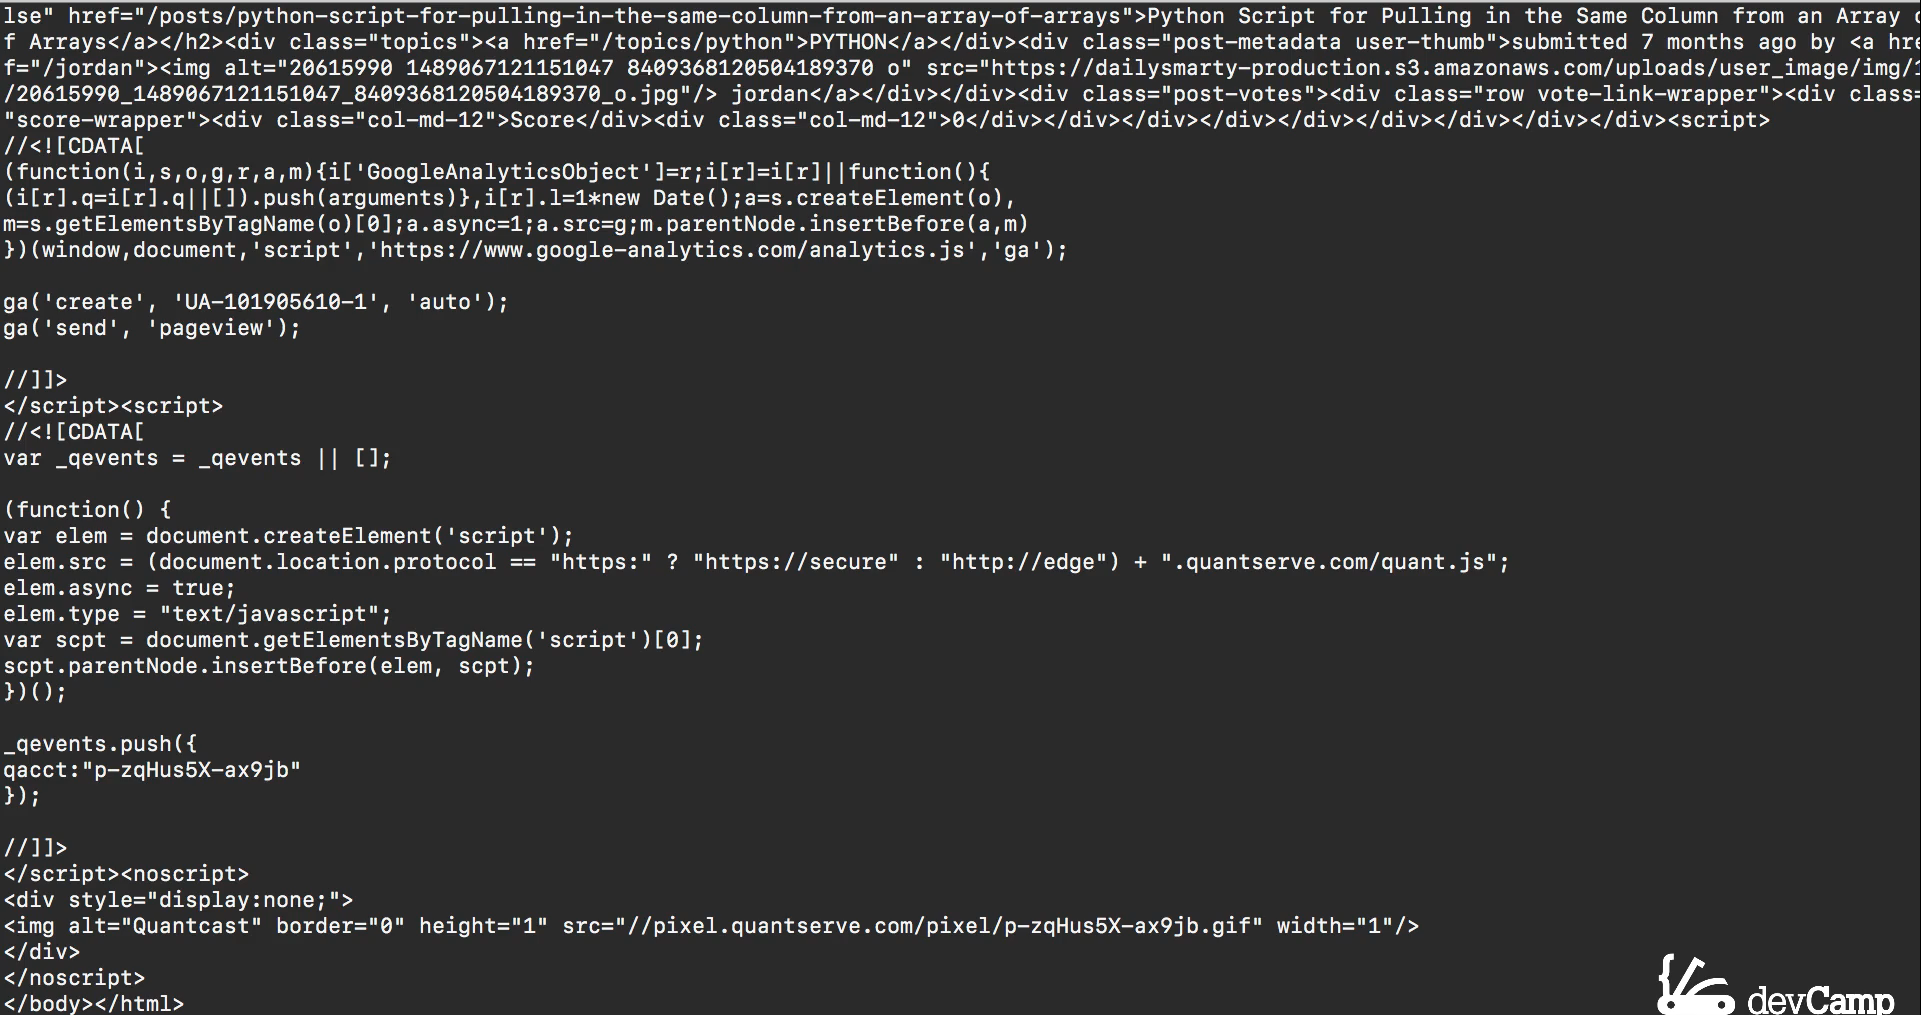 lse" href="/posts/python-script-for-pulling-in-the-same-column-from-an-array-of-arrays">Python Script for Pulling in the Same Column from an Array o
f Arrays</a></h2><div class="topics"><a href="/topics/python">PYTHON</a></div><div class="post-metadata user-thumb">submitted 7 months ago by <a hre
f="/jordan"><img alt="20615990 1489067121151047 8409368120504189370 o" src="https://dailysmarty-production.s3.amazonaws.com/uploads/user_image/img/1
/20615990_1489067121151047_8409368120504189370_o.jpg"/> jordan</a></div></div><div class="post-votes"><div class="row vote-link-wrapper"><div class=
"score-wrapper"><div class="col-md-12">Score</div><div class="col-md-12">0</div></div></div></div></div></div></div></div></div><script>
//<![CDATA[
(function(i,s,o,g,r,a,m){i['GoogleAnalyticsObject']=r;i[r]=i[r]||function(){
(i[r].q=i[r].q||[]).push(arguments)},i[r].l=1*new Date();a=s.createElement(o),
m=s.getElementsByTagName(o)[0];a.async=1;a.src=g;m.parentNode.insertBefore(a,m)
})(window,document,'script','https://www.google-analytics.com/analytics.js','ga');
ga('create', 'UA-101905610-1', 'auto');
ga('send', 'pageview');
//]]>
</script><script>
//<![CDATA[
var _qevents = _qevents || [];
(function() {
var elem = document.createElement('script');
elem.src = (document.location.protocol == "https:" ? "https://secure" : "http://edge") + ".quantserve.com/quant.js";
elem.async = true;
elem.type = "text/javascript";
var scpt = document.getElementsByTagName('script')[0];
scpt.parentNode.insertBefore(elem, scpt);
})();
_qevents.push({
qacct:"p-zqHus5X-ax9jb"
});
//]]>
</script><noscript>
<div style="display:none;">
<img alt="Quantcast" border="0" height="1" src="//pixel.quantserve.com/pixel/p-zqHus5X-ax9jb.gif" width="1"/>
</div>
</noscript>
</body></html>
devCamp